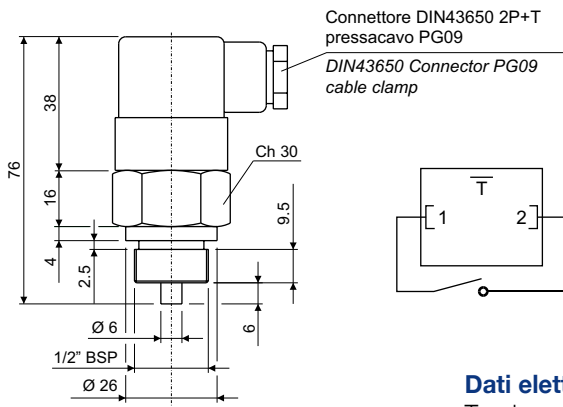 Connettore DIN43650 2P+T
pressacavo PG09
DIN43650 Connector PG09
cable clamp
76
38
16
4
2.5
Ch 30
9.5
6
Ø 6
1/2” BSP
Ø 26
T
1
2
Dati elett